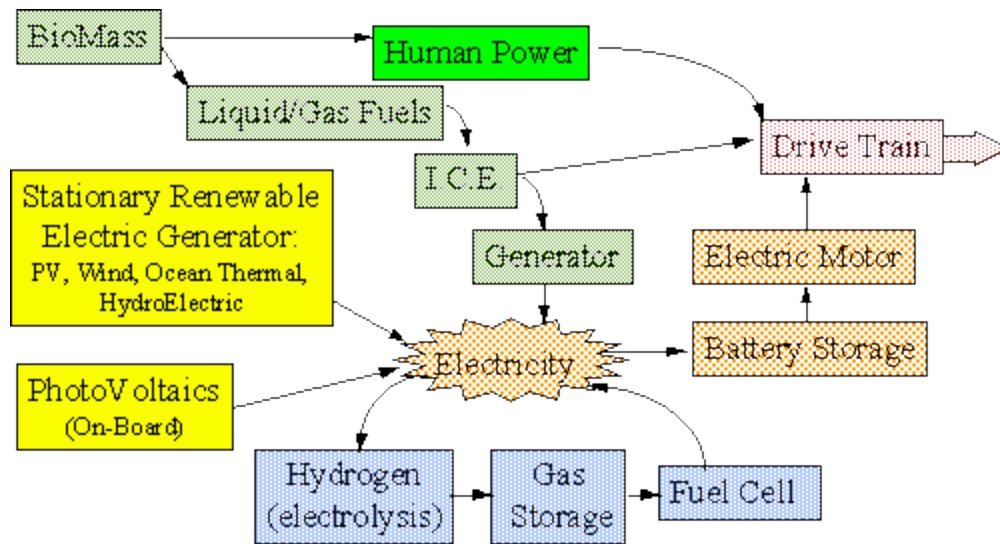 BioMass
Human Power
Liquid/Gas Fuels
Drive Train
I C.E
Stationary Renewable
Electric Generator:
PV, Wind, Ocean Thermal,
HydroElectric
Generator
Electric Motor
Electricity
Battery Storage
PhotoVoltaics
(On-Board)
Hydrogen
(electrolysis)
Gas
Storage
Fuel Cell